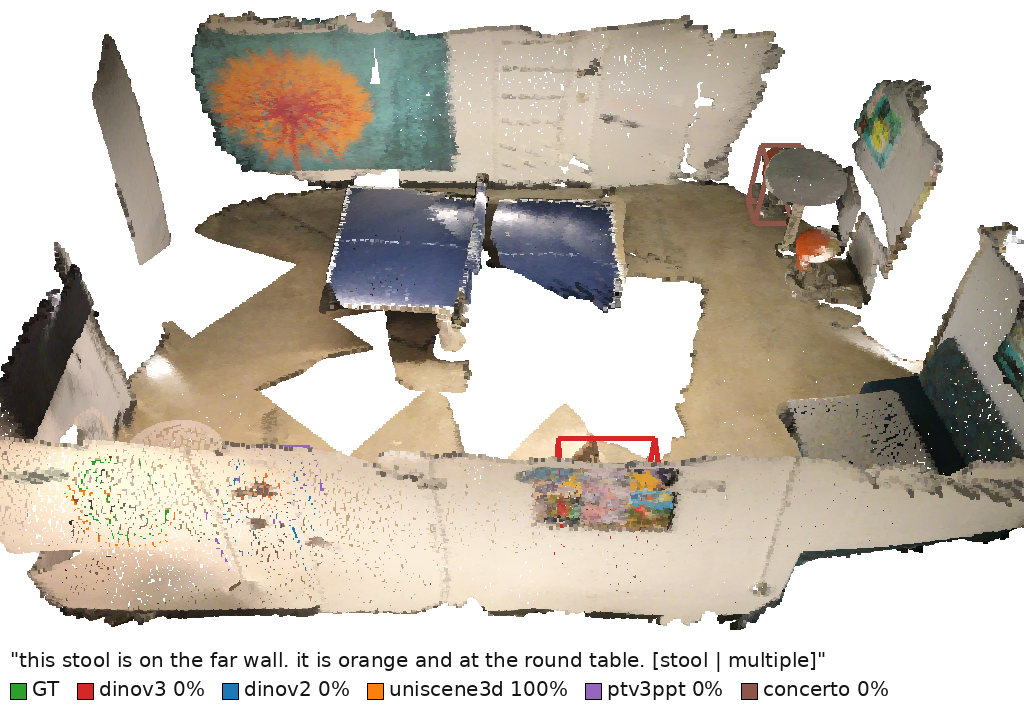 "this stool is on the far wall. it is orange and at the round table. [stool | multiple]"
GT dinov3 0% dinov2 0% uniscene3d 100% ptv3ppt 0% concerto 0%